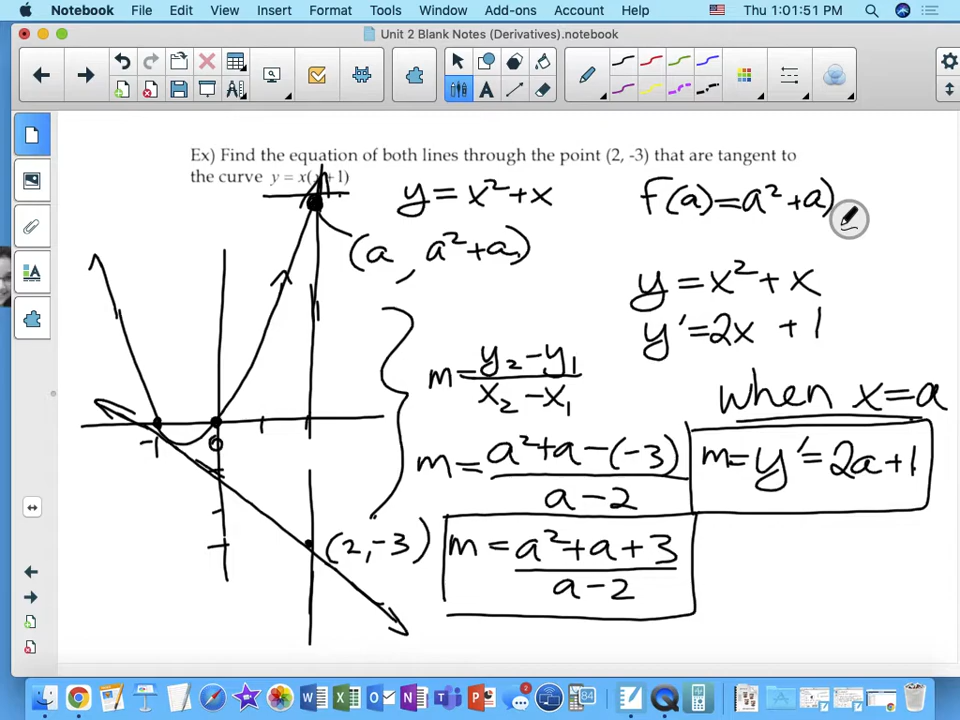 Notebook File Edit View Insert Format Tools Window Add-ons Account Help Thu 1:01:51 PM
Unit 2 Blank Notes (Derivatives).notebook
Ex) Find the equation of both lines through the point (2, -3) that are tangent to
the curve y = x(x+1)
y = x²+x
f(a)=a²+a)
(a, a²+a)
y = x²+x
y' = 2x + 1
m = y₂-y₁ / x₂-x₁
when x=a
m = a²+a-(-3) / a-2
m=y'=2a+1
-1
0
(2,-3)
m = a²+a+3 / a-2